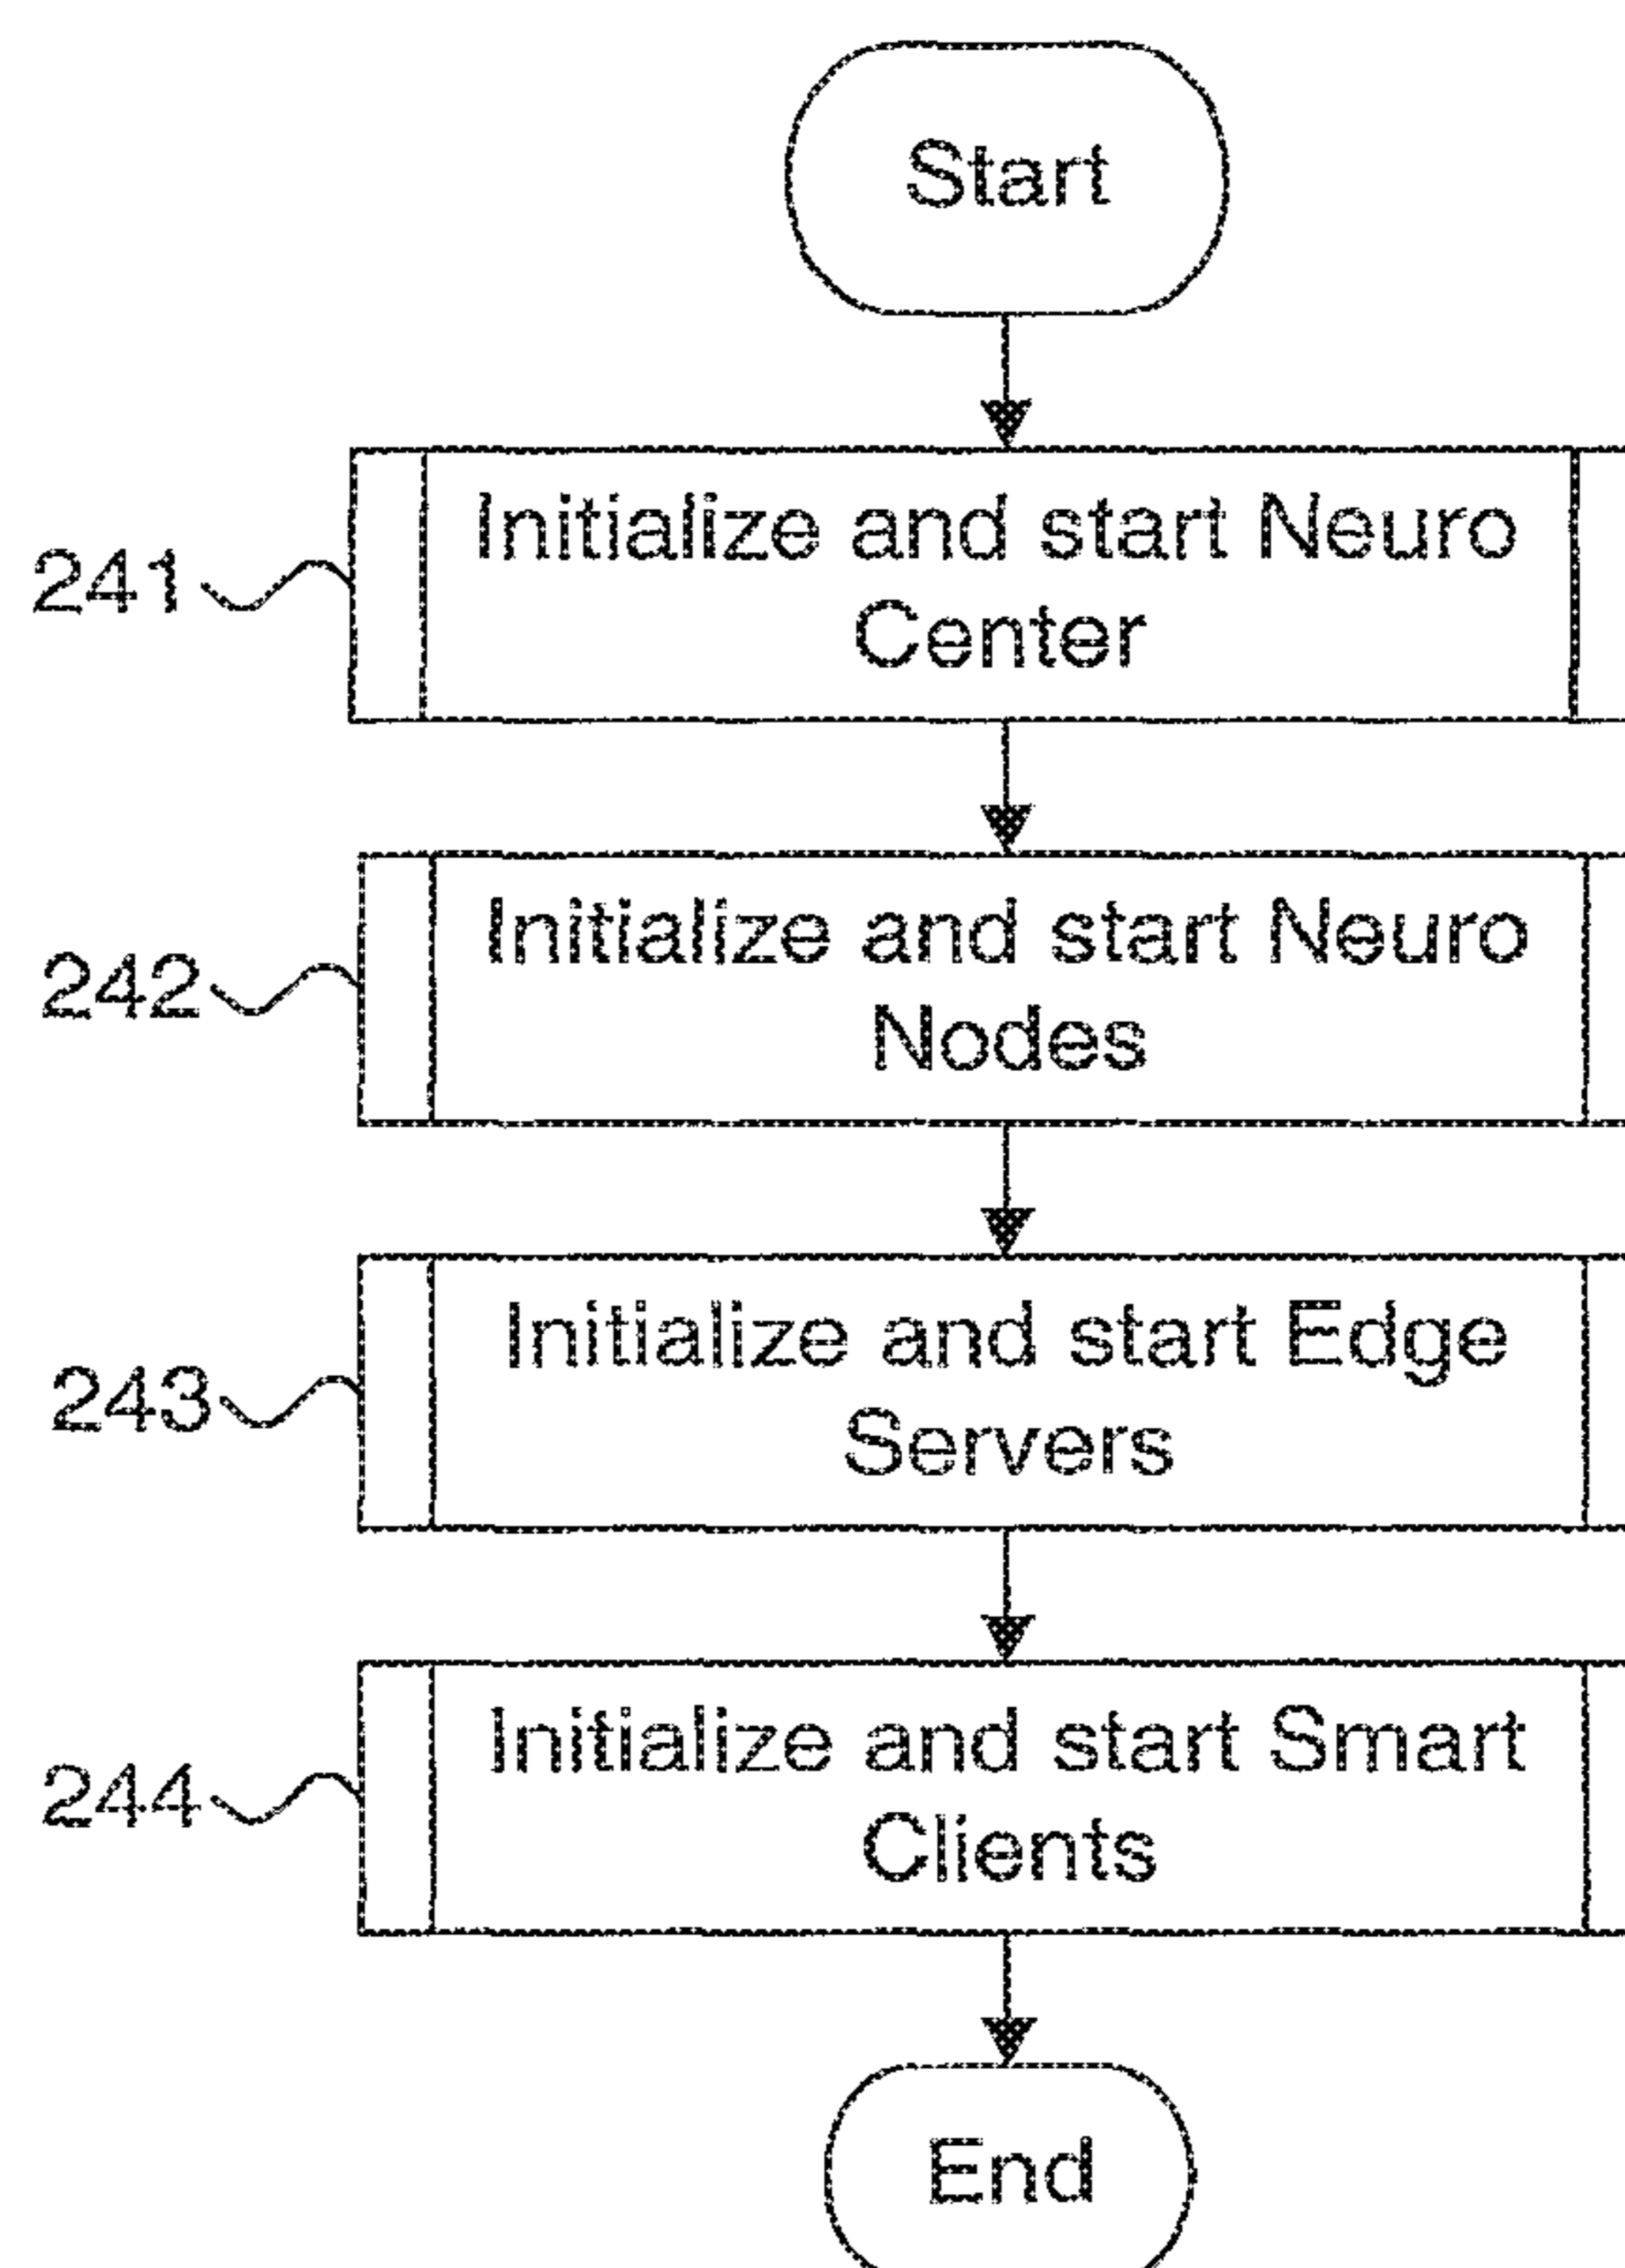 Start
241
Initialize and start Neuro
Center
242
Initialize and start Neuro
Nodes
243
Initialize and start Edge
Servers
244
Initialize and start Smart
Clients
End